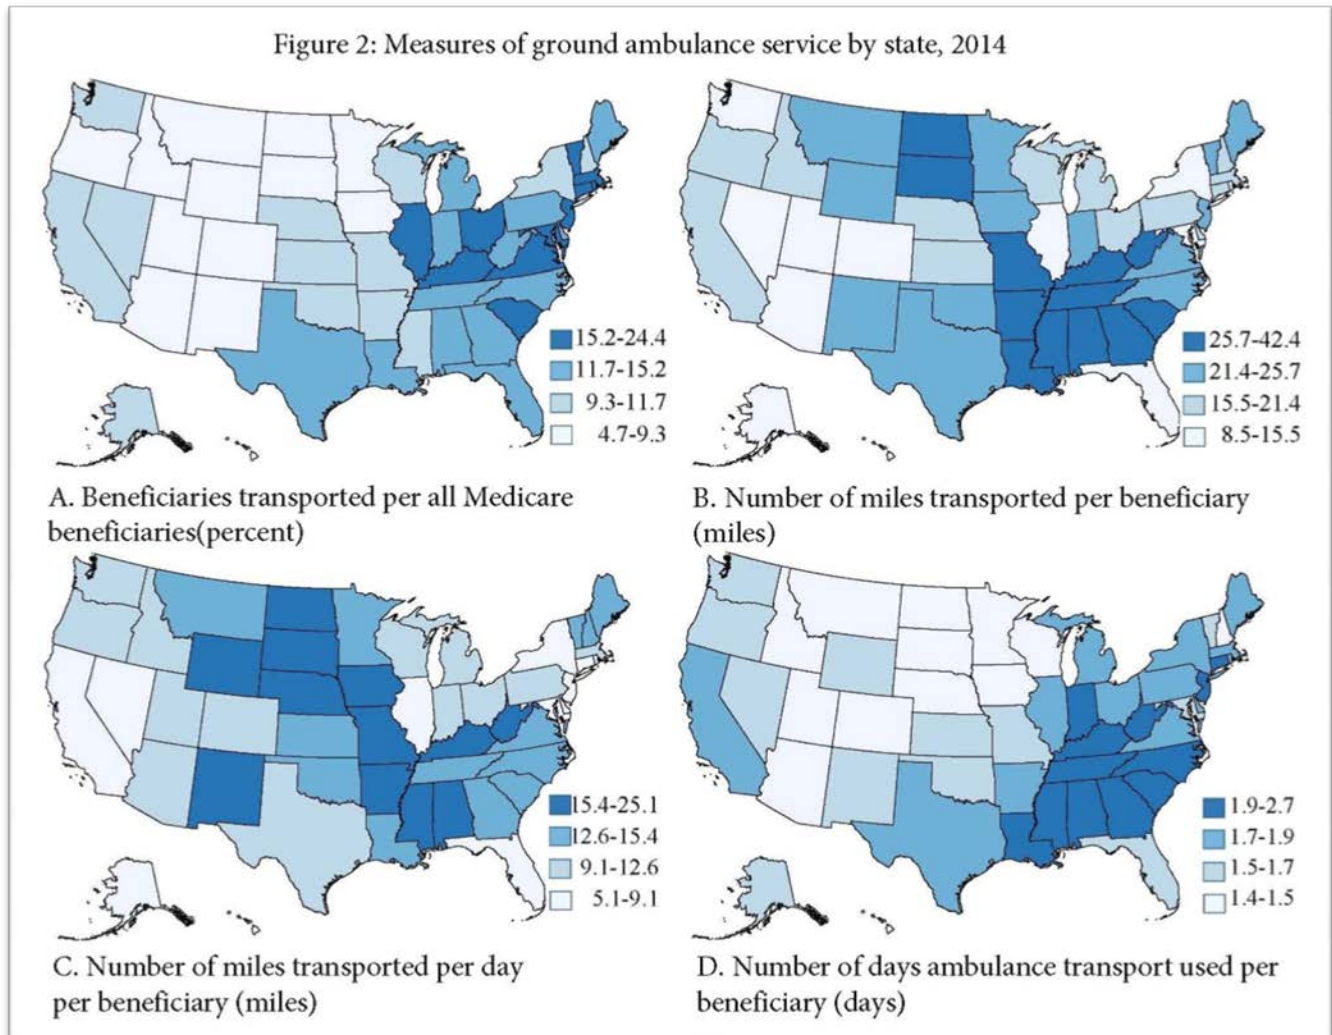 Figure 2: Measures of ground ambulance service by state, 2014
15.2-24.4
11.7-15.2
9.3-11.7
4.7-9.3
A. Beneficiaries transported per all Medicare
beneficiaries(percent)
25.7-42.4
21.4-25.7
15.5-21.4
8.5-15.5
B. Number of miles transported per beneficiary
(miles)
15.4-25.1
12.6-15.4
9.1-12.6
5.1-9.1
C. Number of miles transported per day
per beneficiary (miles)
1.9-2.7
1.7-1.9
1.5-1.7
1.4-1.5
D. Number of days ambulance transport used per
beneficiary (days)